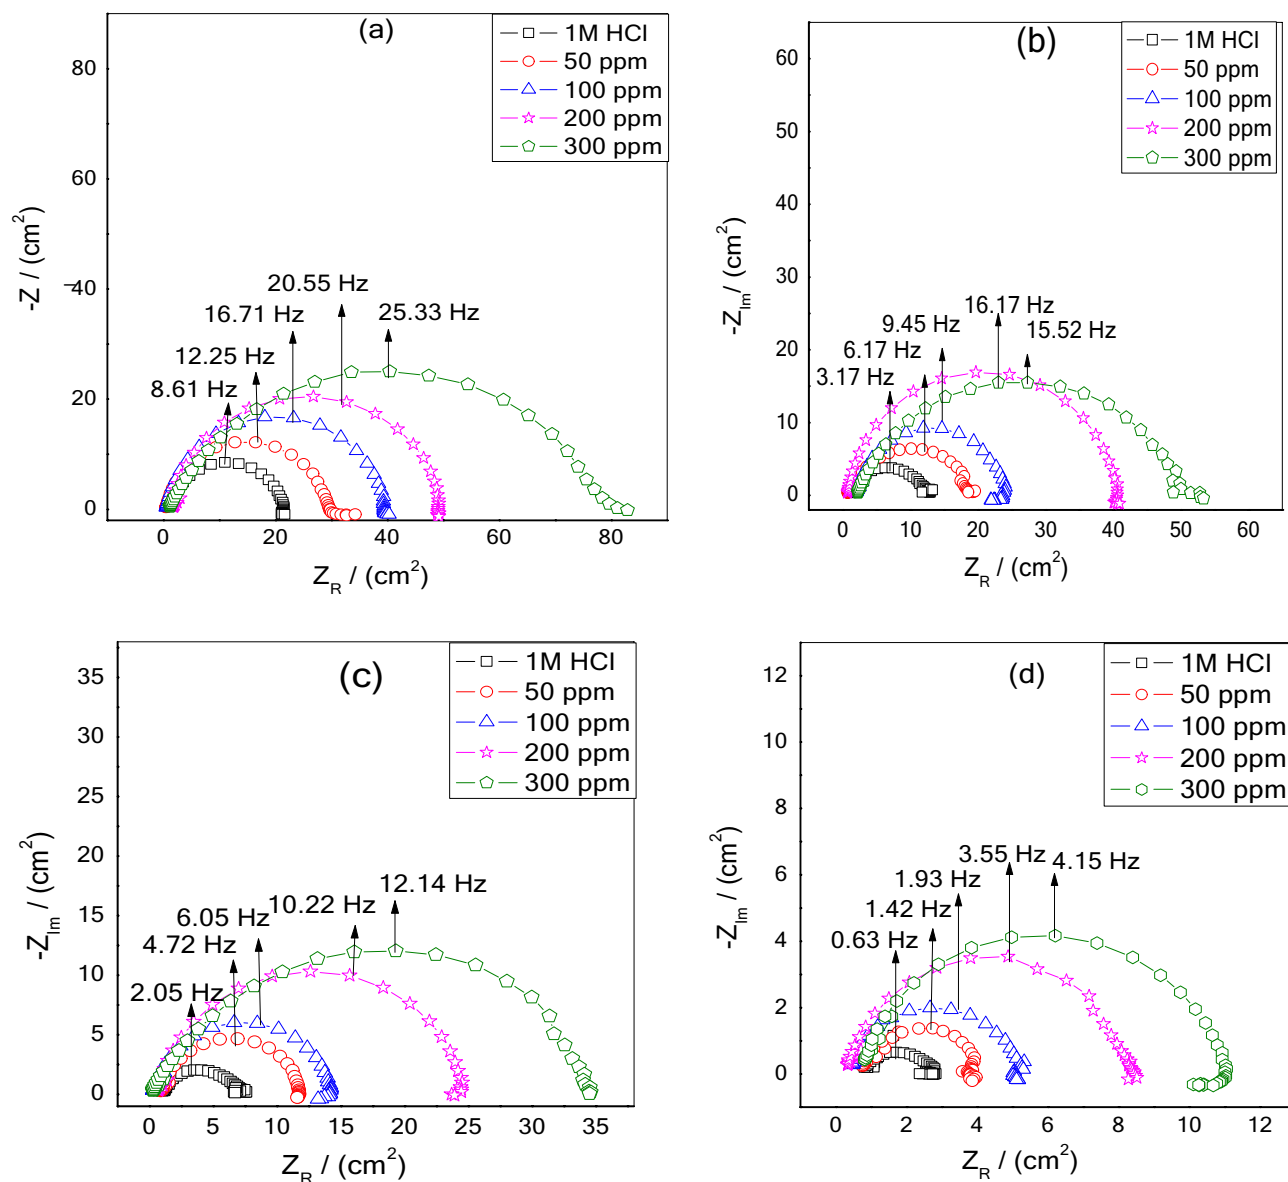 (a)
1M HCl
50 ppm
100 ppm
200 ppm
300 ppm
80
60
40
20
0
-Z / (cm²)
20.55 Hz
16.71 Hz
25.33 Hz
12.25 Hz
8.61 Hz
0 20 40 60 80
Z_R / (cm²)
(b)
1M HCl
50 ppm
100 ppm
200 ppm
300 ppm
60
50
40
30
20
10
0
-Z_Im/ (cm²)
16.17 Hz
9.45 Hz
15.52 Hz
6.17 Hz
3.17 Hz
0 10 20 30 40 50 60
Z_R / (cm²)
(c)
1M HCl
50 ppm
100 ppm
200 ppm
300 ppm
35
30
25
20
15
10
5
0
-Z_Im / (cm²)
12.14 Hz
10.22 Hz
6.05 Hz
4.72 Hz
2.05 Hz
0 5 10 15 20 25 30 35
Z_R / (cm²)
(d)
1M HCl
50 ppm
100 ppm
200 ppm
300 ppm
12
10
8
6
4
2
0
-Z_Im / (cm²)
3.55 Hz
4.15 Hz
1.93 Hz
1.42 Hz
0.63 Hz
0 2 4 6 8 10 12
Z_R / (cm²)